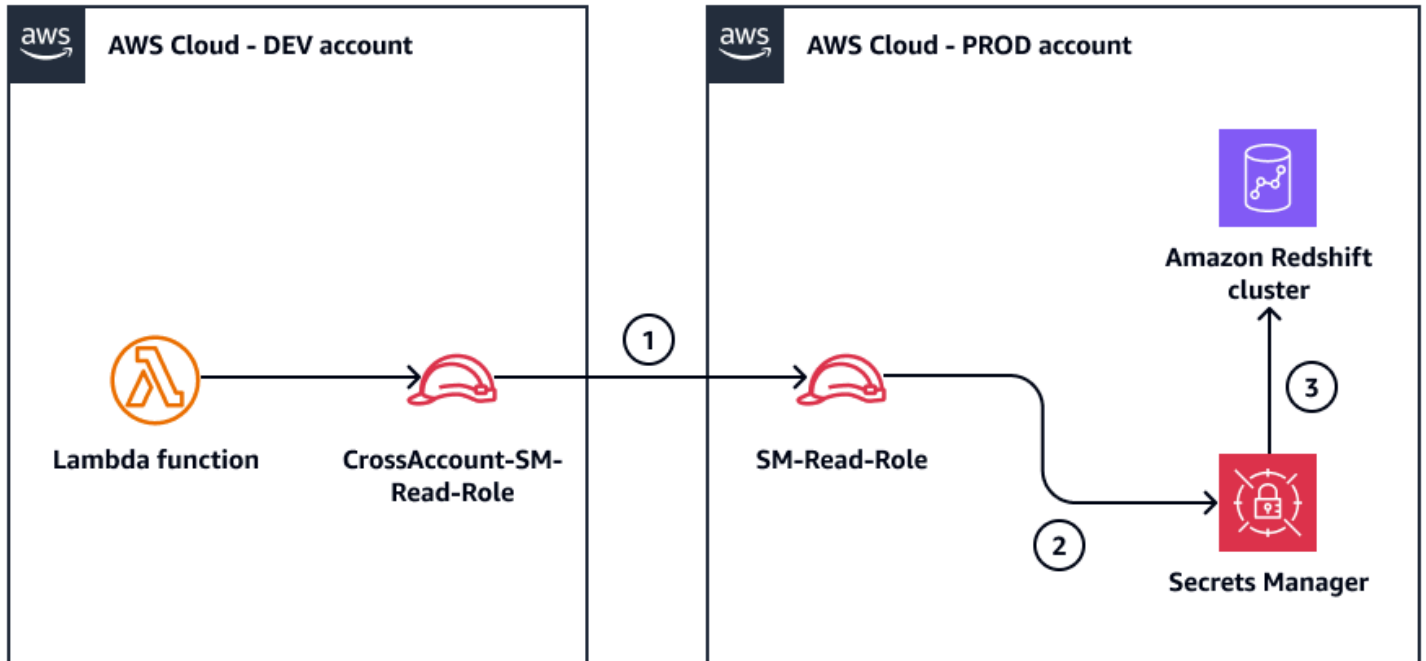 aws
AWS Cloud - DEV account
aws
AWS Cloud - PROD account
Amazon Redshift
cluster
1
3
Lambda function
CrossAccount-SM-
Read-Role
SM-Read-Role
2
Secrets Manager